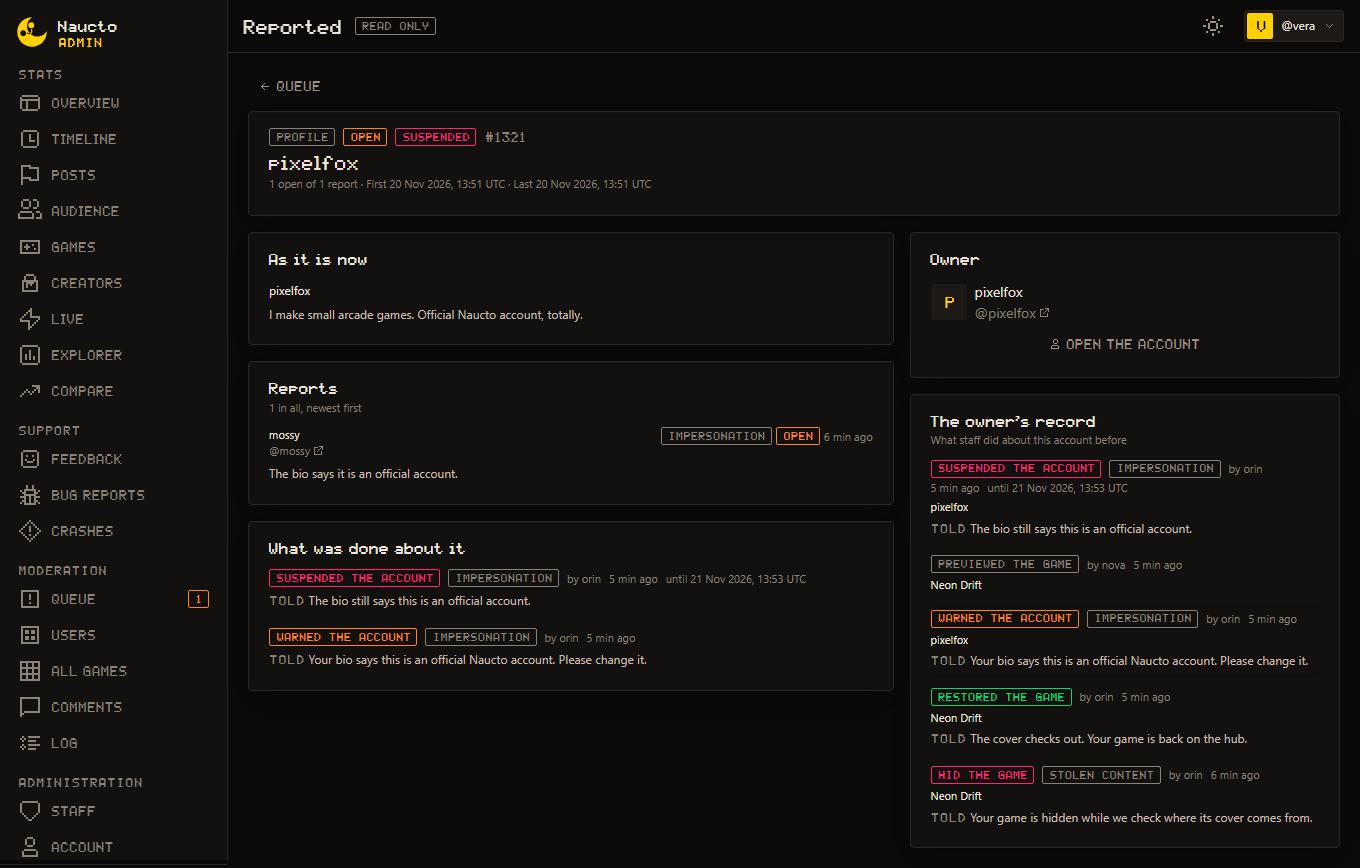 Naucto
ADMIN
STATS
OVERVIEW
TIMELINE
POSTS
AUDIENCE
GAMES
CREATORS
LIVE
EXPLORER
COMPARE
SUPPORT
FEEDBACK
BUG REPORTS
CRASHES
MODERATION
QUEUE 1
USERS
ALL GAMES
COMMENTS
LOG
ADMINISTRATION
STAFF
ACCOUNT
Reported READ ONLY
V @vera
← QUEUE
PROFILE OPEN SUSPENDED #1321
pixelfox
1 open of 1 report · First 20 Nov 2026, 13:51 UTC · Last 20 Nov 2026, 13:51 UTC
As it is now
pixelfox
I make small arcade games. Official Naucto account, totally.
Reports
1 in all, newest first
mossy IMPERSONATION OPEN 6 min ago
@mossy
The bio says it is an official account.
What was done about it
SUSPENDED THE ACCOUNT IMPERSONATION by orin 5 min ago until 21 Nov 2026, 13:53 UTC
TOLD The bio still says this is an official account.
WARNED THE ACCOUNT IMPERSONATION by orin 5 min ago
TOLD Your bio says this is an official Naucto account. Please change it.
Owner
P pixelfox
@pixelfox
OPEN THE ACCOUNT
The owner's record
What staff did about this account before
SUSPENDED THE ACCOUNT IMPERSONATION by orin
5 min ago until 21 Nov 2026, 13:53 UTC
pixelfox
TOLD The bio still says this is an official account.
PREVIEWED THE GAME by nova 5 min ago
Neon Drift
WARNED THE ACCOUNT IMPERSONATION by orin 5 min ago
pixelfox
TOLD Your bio says this is an official Naucto account. Please change it.
RESTORED THE GAME by orin 5 min ago
Neon Drift
TOLD The cover checks out. Your game is back on the hub.
HID THE GAME STOLEN CONTENT by orin 6 min ago
Neon Drift
TOLD Your game is hidden while we check where its cover comes from.